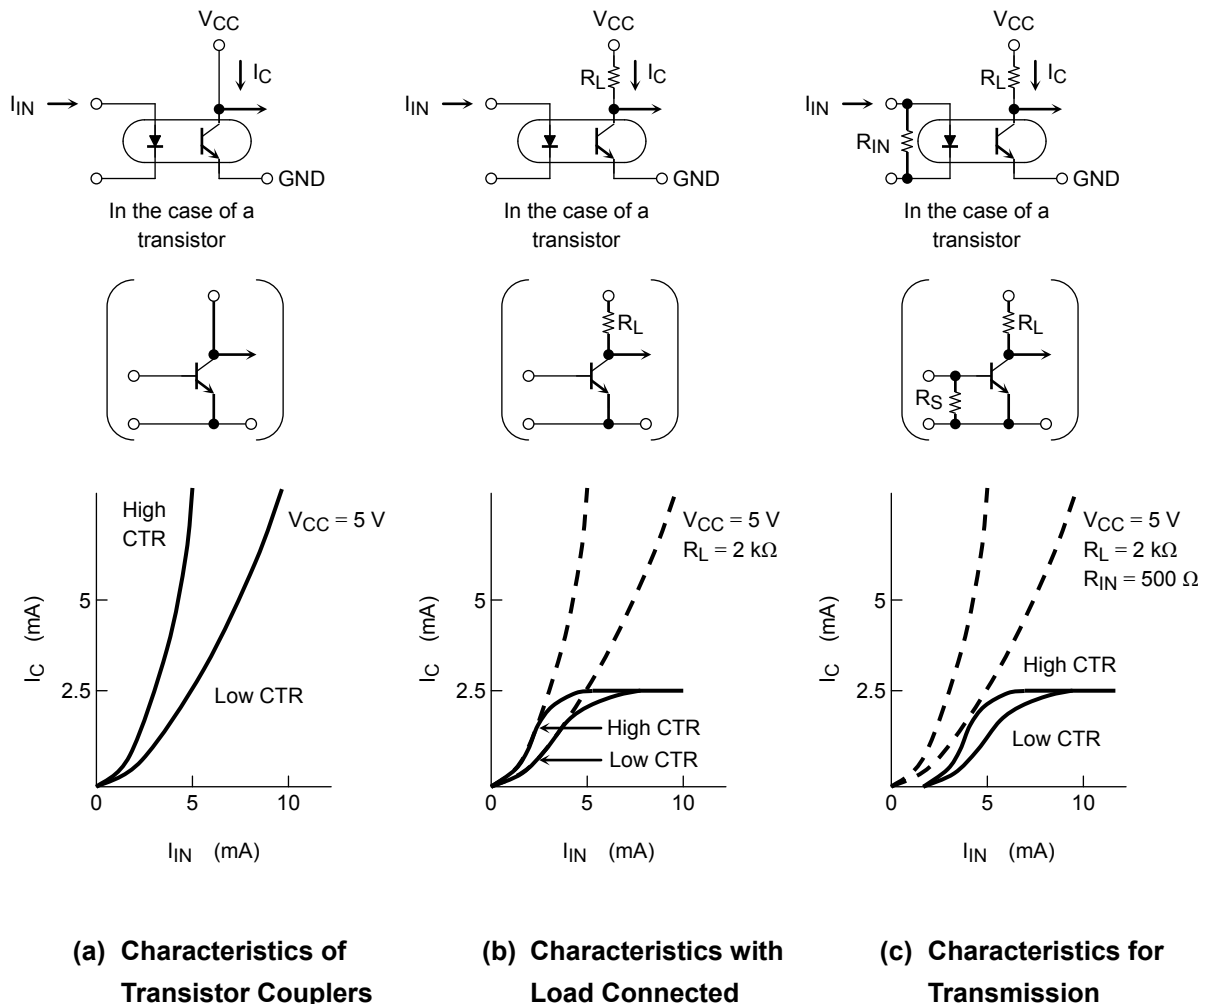 VCC
IC
IIN
GND
In the case of a
transistor
High
CTR
VCC = 5 V
Low CTR
IC (mA)
5
2.5
0
5
10
IIN (mA)
(a) Characteristics of
Transistor Couplers
VCC
RL
IC
IIN
GND
In the case of a
transistor
RL
VCC = 5 V
RL = 2 kΩ
High CTR
Low CTR
IC (mA)
5
2.5
0
5
10
IIN (mA)
(b) Characteristics with
Load Connected
VCC
RL
IC
IIN
RIN
GND
In the case of a
transistor
RL
RS
VCC = 5 V
RL = 2 kΩ
RIN = 500 Ω
High CTR
Low CTR
IC (mA)
5
2.5
0
5
10
IIN (mA)
(c) Characteristics for
Transmission